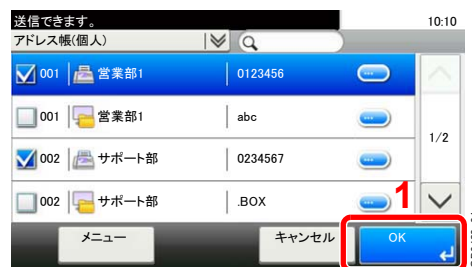 送信できます。 10:10
アドレス帳(個人)
001 営業部1 0123456
001 営業部1 abc
1/2
002 サポート部 0234567
002 サポート部 .BOX
1
メニュー キャンセル OK